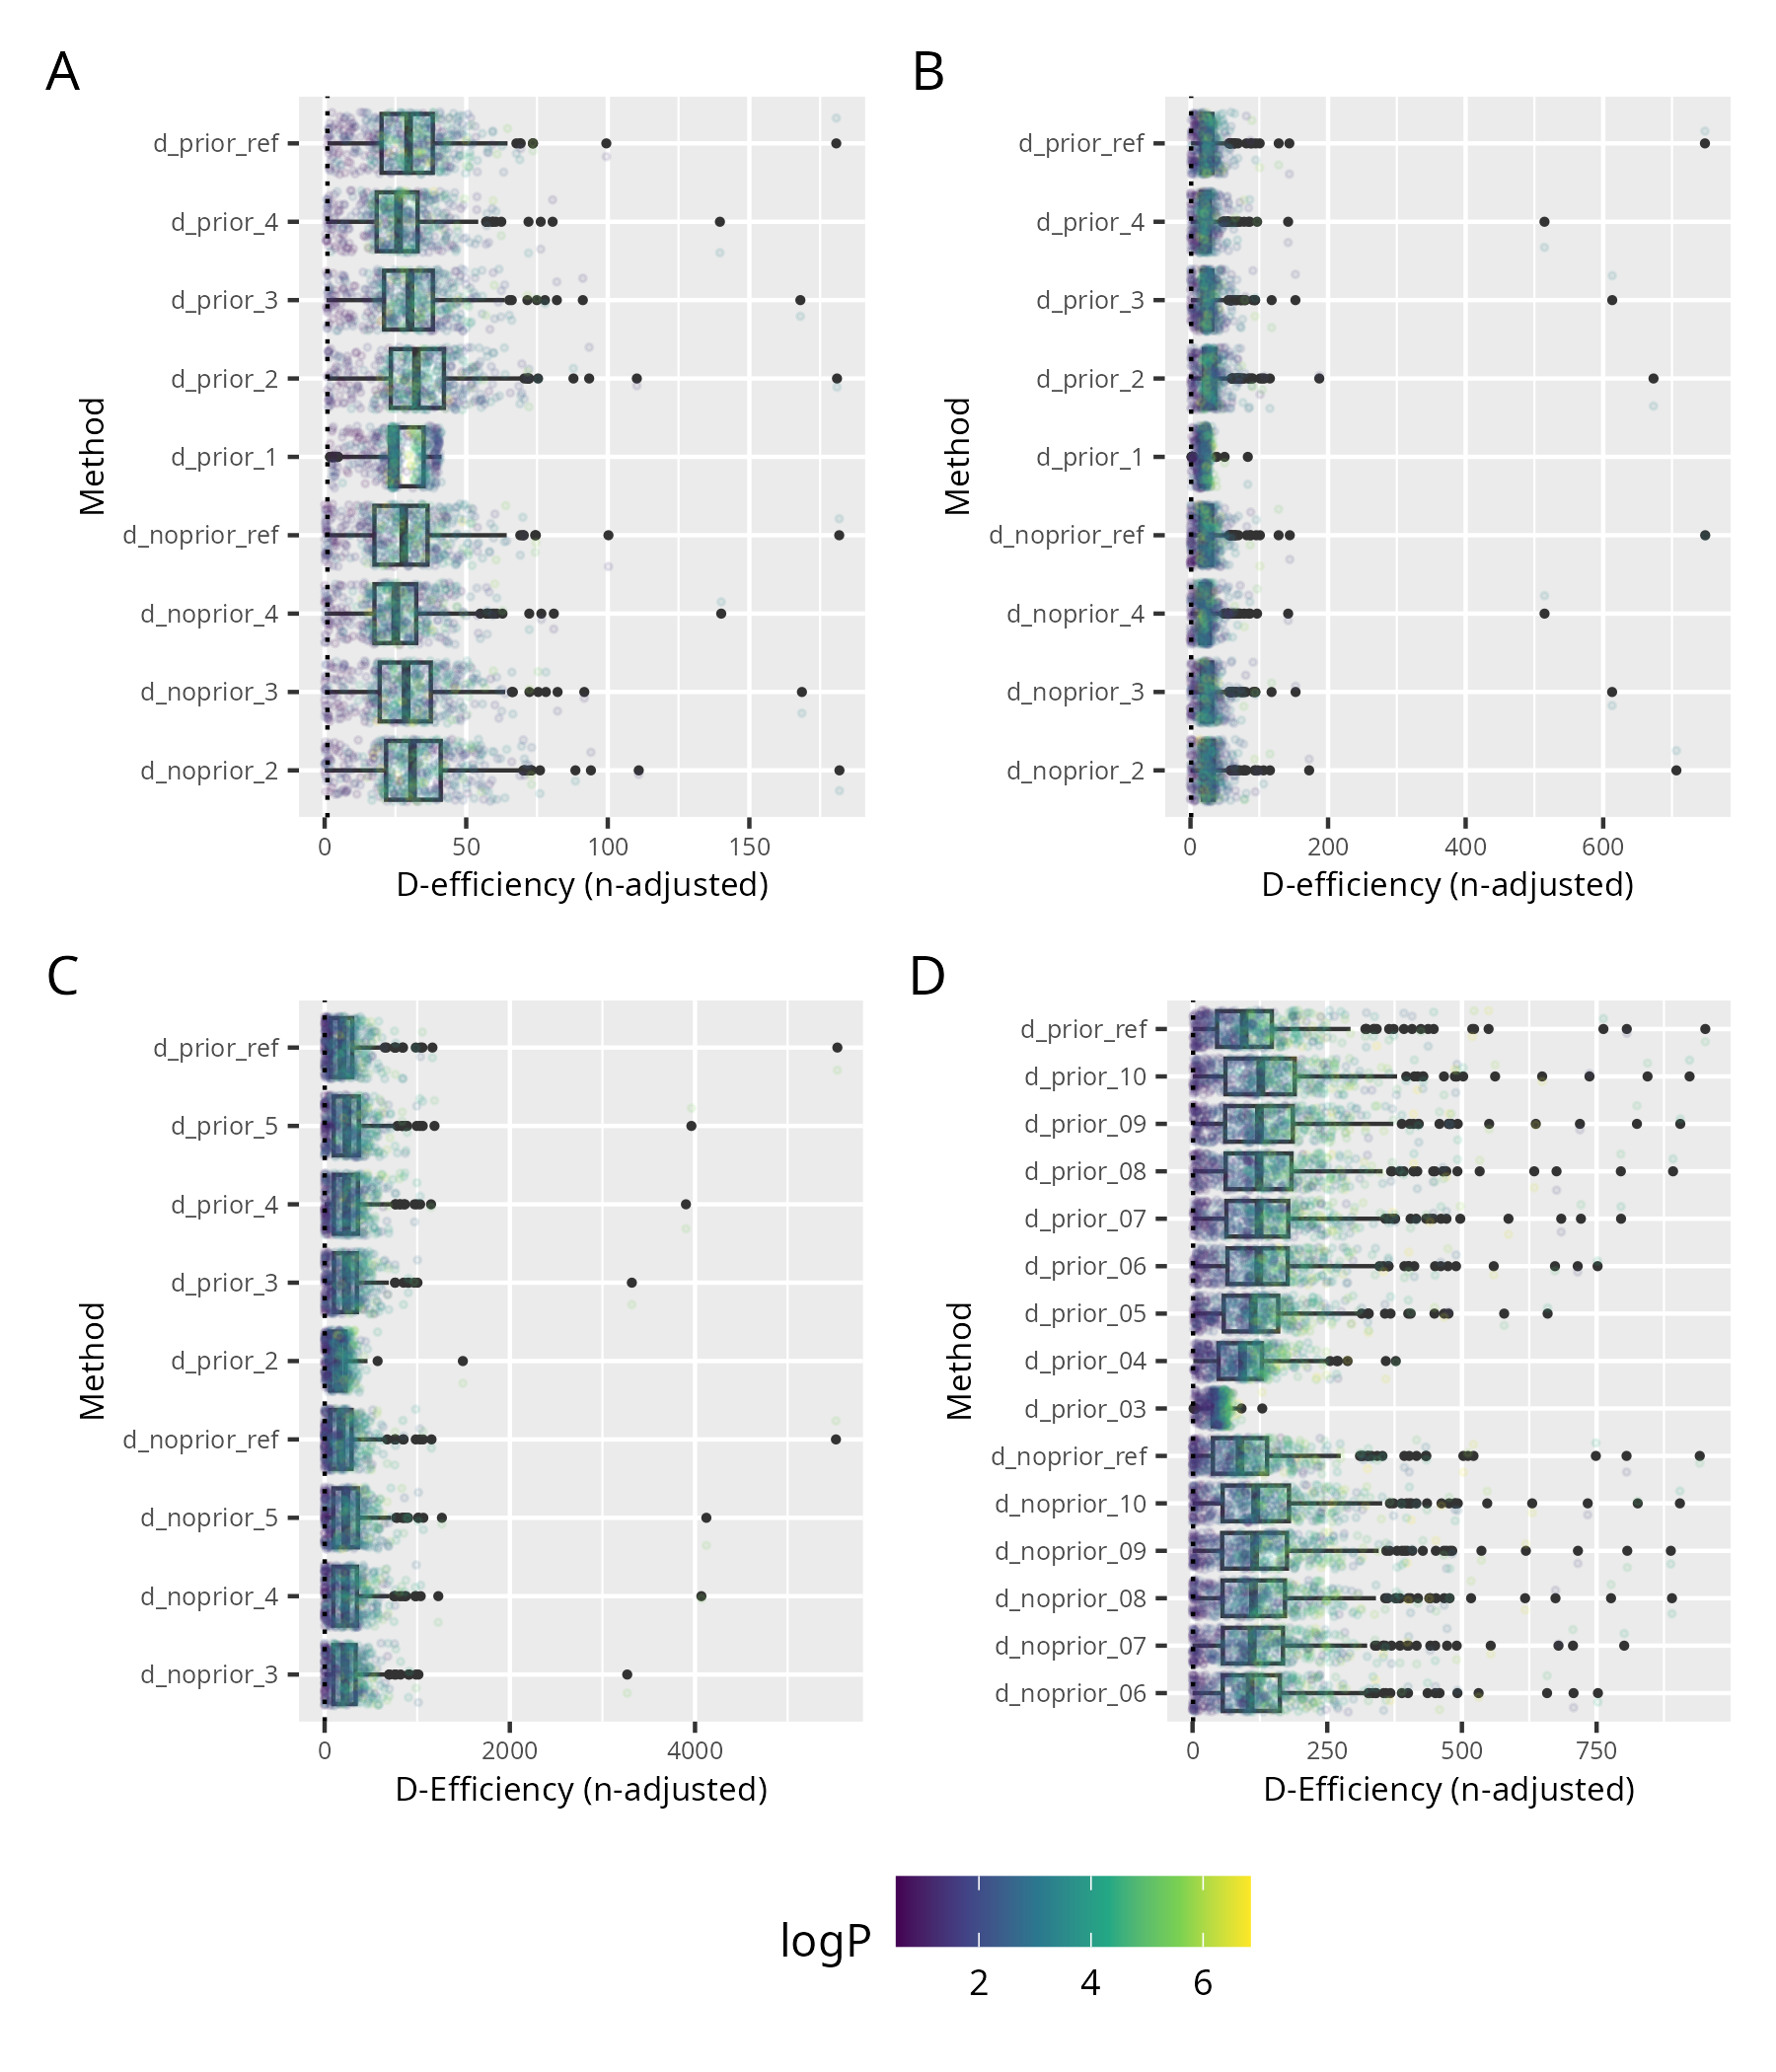 A
Method
d_prior_ref
d_prior_4
d_prior_3
d_prior_2
d_prior_1
d_noprior_ref
d_noprior_4
d_noprior_3
d_noprior_2
0 50 100 150
D-efficiency (n-adjusted)
B
Method
d_prior_ref
d_prior_4
d_prior_3
d_prior_2
d_prior_1
d_noprior_ref
d_noprior_4
d_noprior_3
d_noprior_2
0 200 400 600
D-efficiency (n-adjusted)
C
Method
d_prior_ref
d_prior_5
d_prior_4
d_prior_3
d_prior_2
d_noprior_ref
d_noprior_5
d_noprior_4
d_noprior_3
0 2000 4000
D-Efficiency (n-adjusted)
D
Method
d_prior_ref
d_prior_10
d_prior_09
d_prior_08
d_prior_07
d_prior_06
d_prior_05
d_prior_04
d_prior_03
d_noprior_ref
d_noprior_10
d_noprior_09
d_noprior_08
d_noprior_07
d_noprior_06
0 250 500 750
D-Efficiency (n-adjusted)
logP
2 4 6